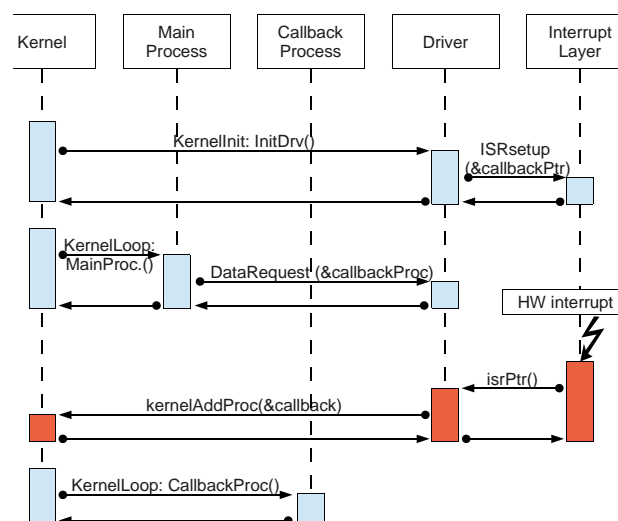 Kernel
Main
Process
Callback
Process
Driver
Interrupt
Layer
KernelInit: InitDrv()
ISRsetup
(&callbackPtr)
KernelLoop:
MainProc.()
DataRequest (&callbackProc)
HW interrupt
isrPtr()
kernelAddProc(&callback)
KernelLoop: CallbackProc()